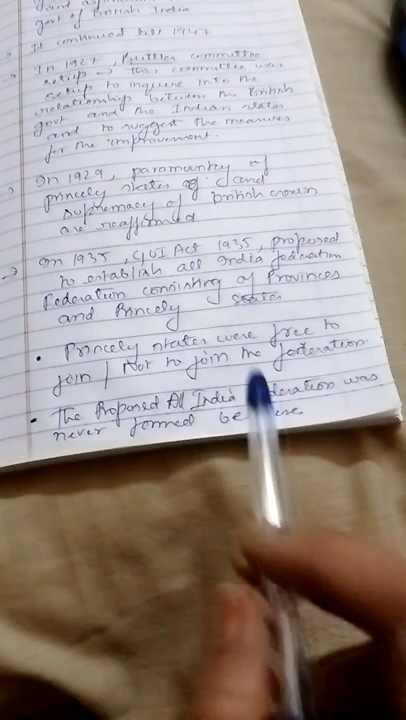 govt of British India
It continued till 1947
In 1927, Buttler committee
setup → this committee was
setup to inquire into the
relationship between the British
govt and the Indian states
and to suggest the measures
for the improvement.
→ In 1929, paramountcy of
princely states and
supremacy of British crown
are reaffirmed
→ In 1935, GOI Act 1935, proposed
to establish all India federation
Federation consisting of Provinces
and Princely states
• Princely states were free to
join / Not to join the federation
• The Proposed All India was
never formed